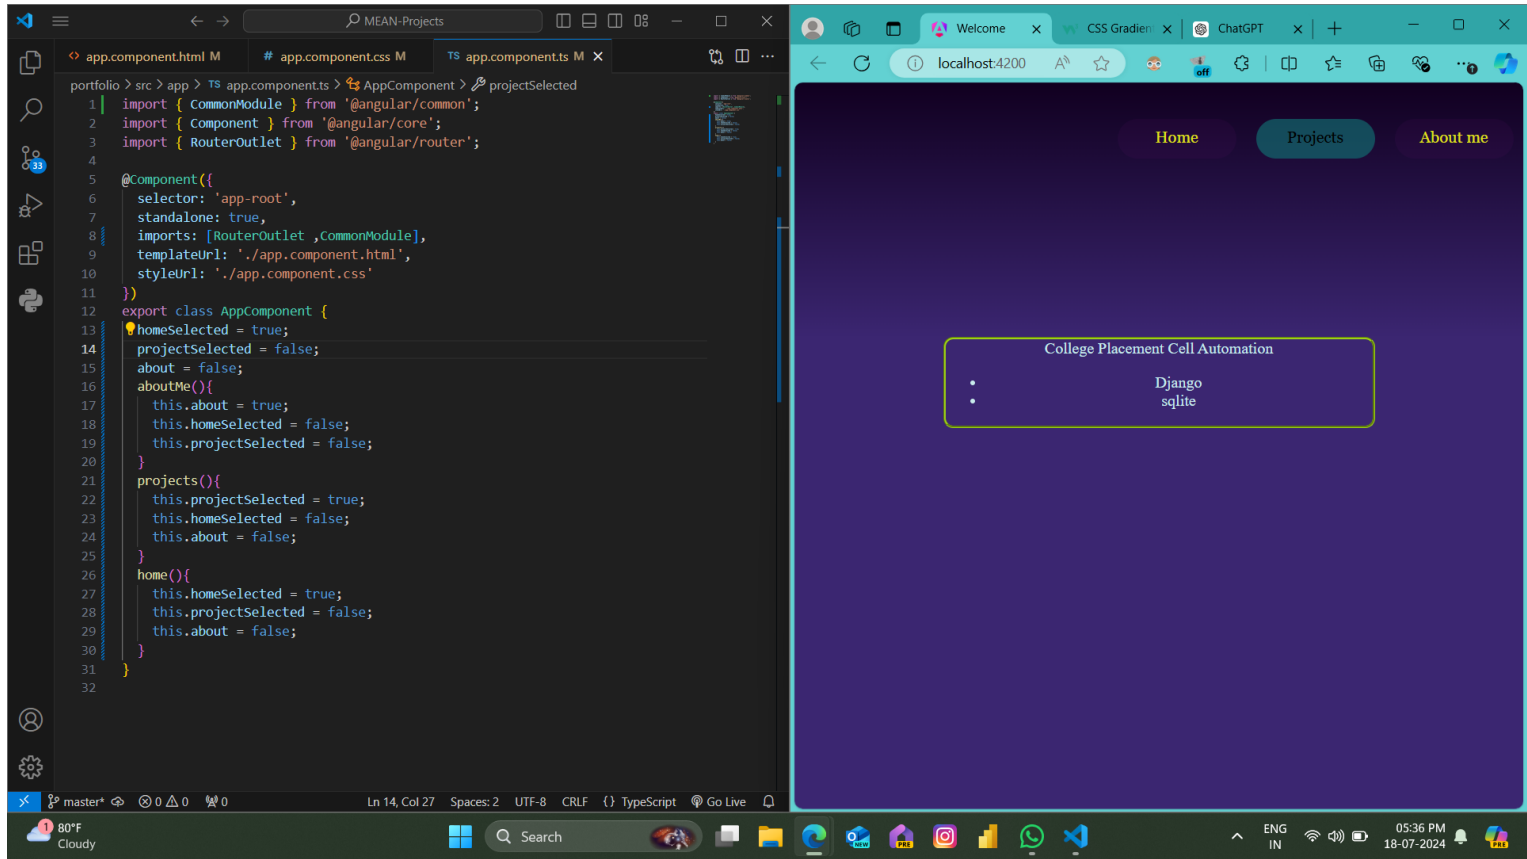 MEAN-Projects
app.component.html M
# app.component.css M
TS app.component.ts M
portfolio > src > app > TS app.component.ts > AppComponent > projectSelected
1 import { CommonModule } from '@angular/common';
2 import { Component } from '@angular/core';
3 import { RouterOutlet } from '@angular/router';
4
5 @Component({
6 selector: 'app-root',
7 standalone: true,
8 imports: [RouterOutlet ,CommonModule],
9 templateUrl: './app.component.html',
10 styleUrl: './app.component.css'
11 })
12 export class AppComponent {
13 homeSelected = true;
14 projectSelected = false;
15 about = false;
16 aboutMe(){
17 this.about = true;
18 this.homeSelected = false;
19 this.projectSelected = false;
20 }
21 projects(){
22 this.projectSelected = true;
23 this.homeSelected = false;
24 this.about = false;
25 }
26 home(){
27 this.homeSelected = true;
28 this.projectSelected = false;
29 this.about = false;
30 }
31 }
32
33
master* 0 0 0 Ln 14, Col 27 Spaces: 2 UTF-8 CRLF {} TypeScript Go Live
Welcome
CSS Gradien
ChatGPT
localhost:4200
off
Home Projects About me
College Placement Cell Automation
• Django
• sqlite
1
80°F
Cloudy
Search
NEW
PRE
ENG
IN
05:36 PM
18-07-2024
PRE